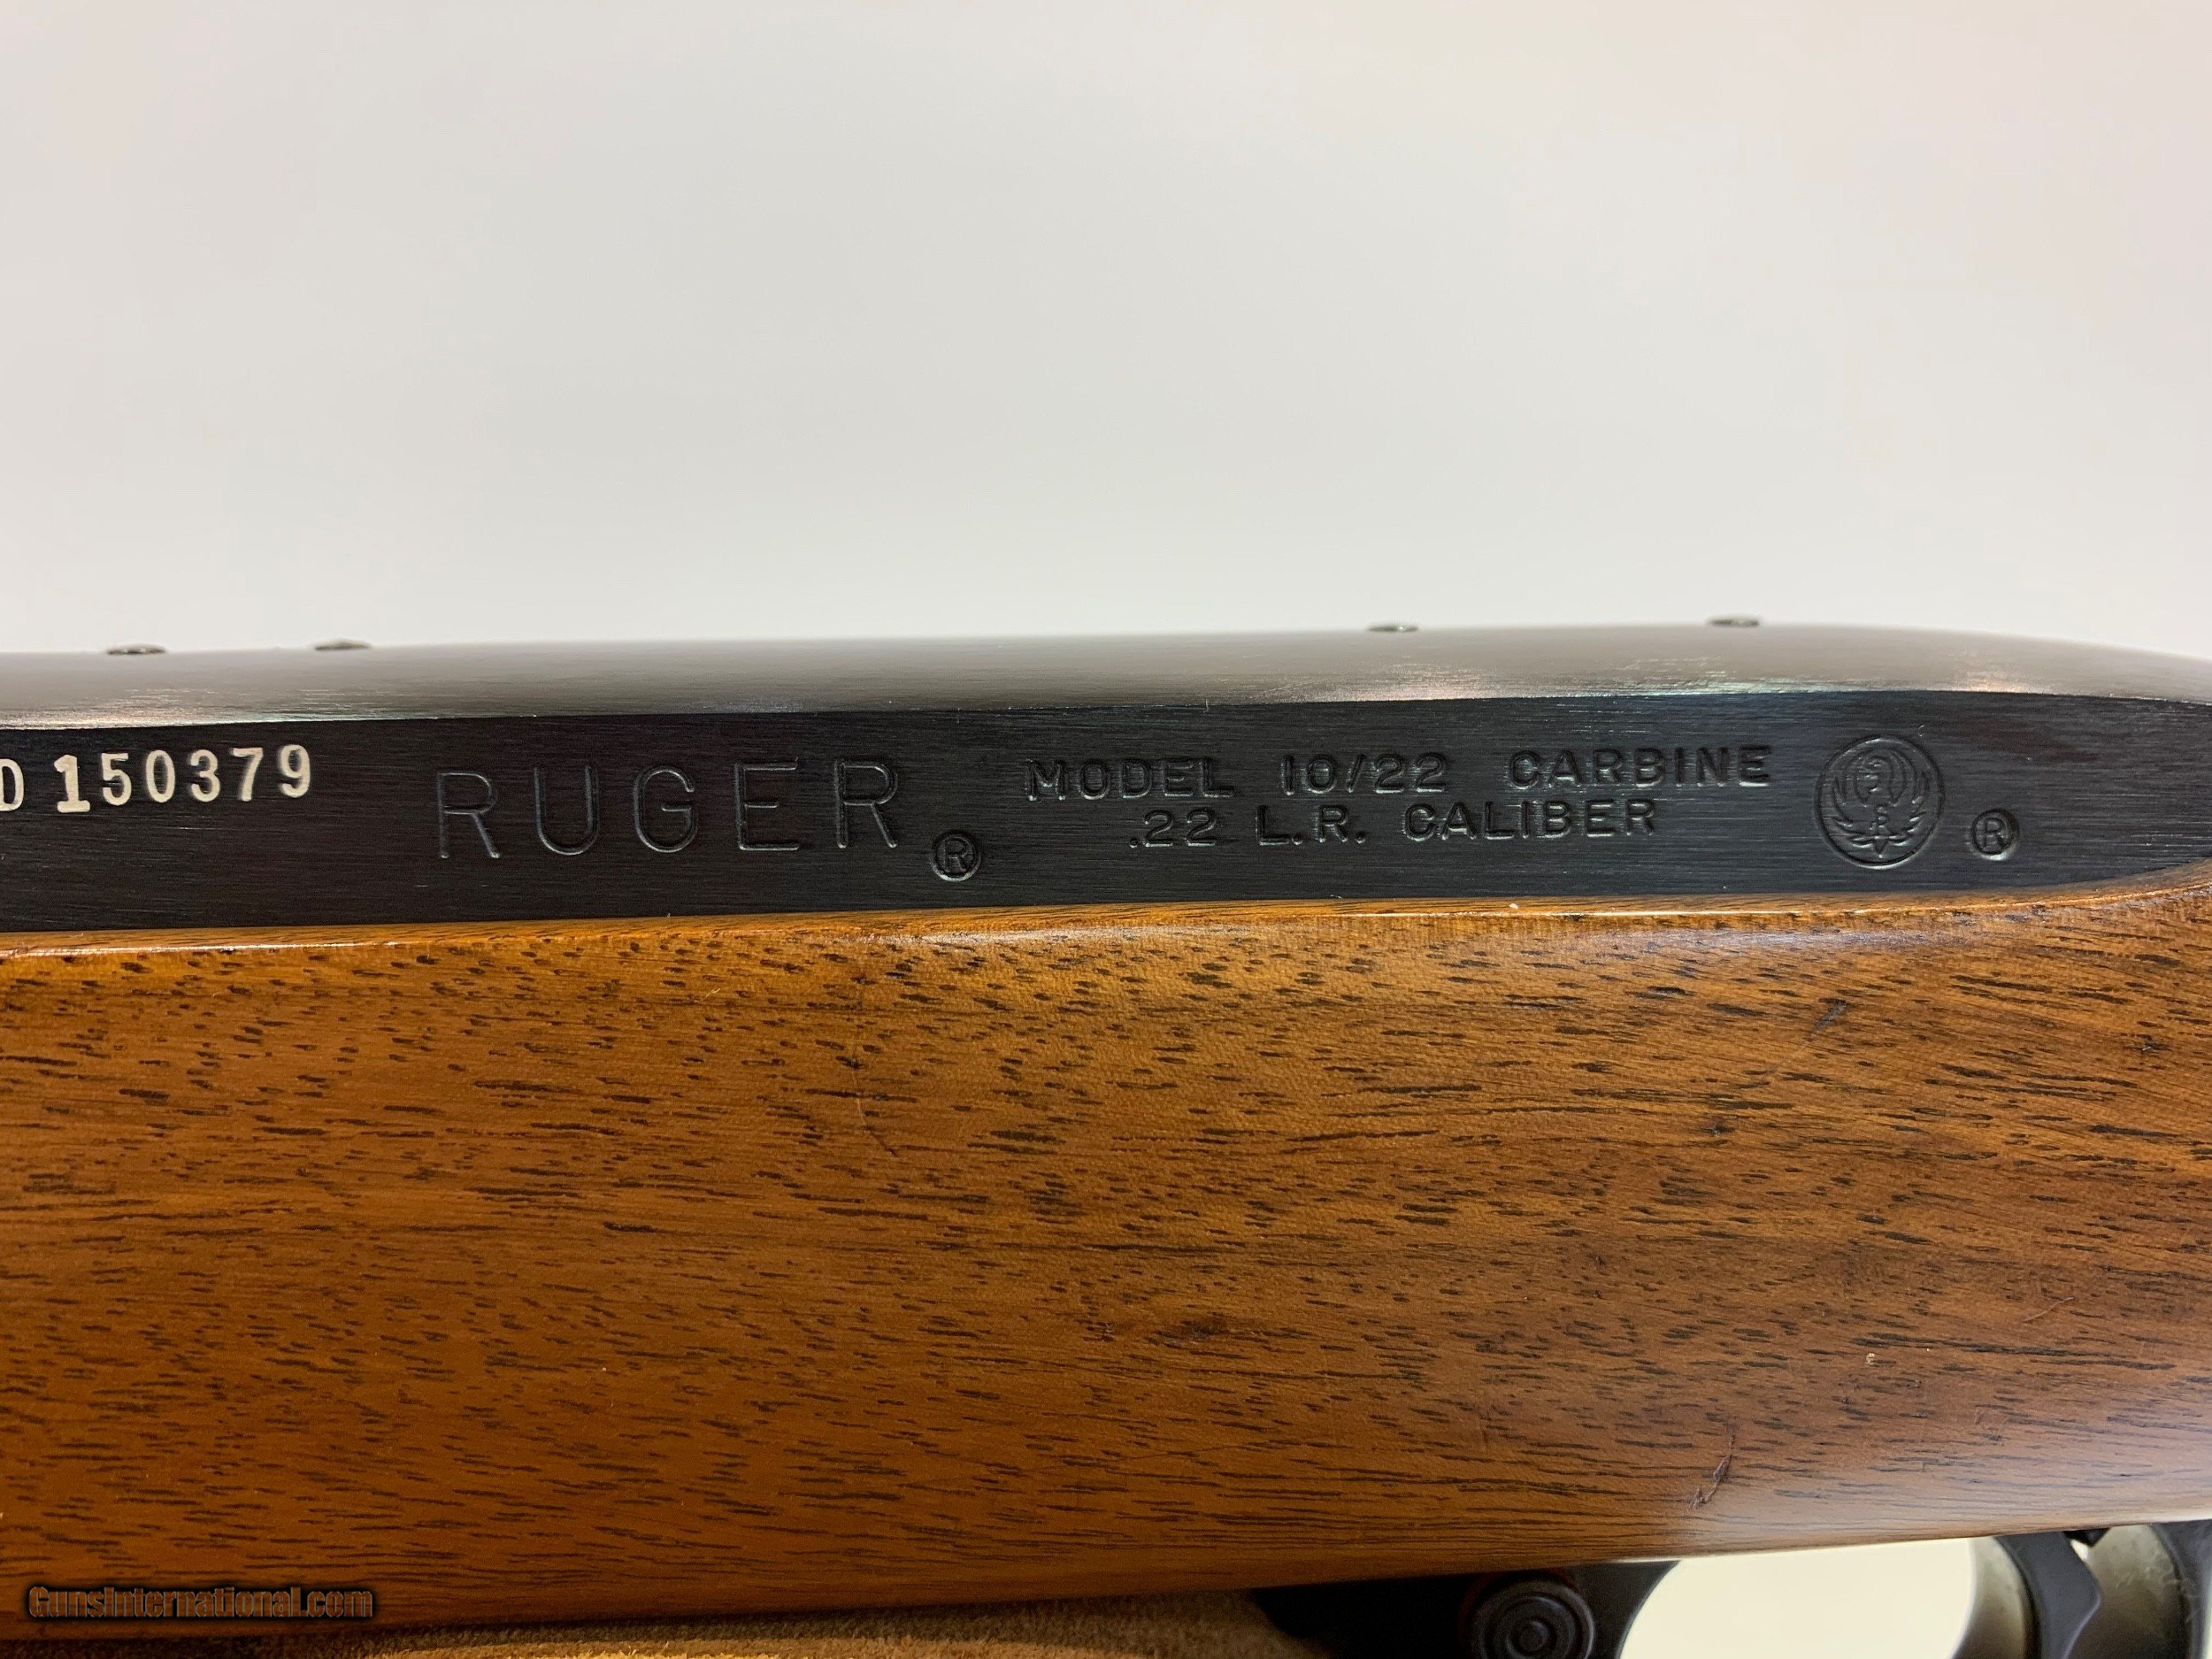 D 150379
RUGER ®
MODEL 10/22 CARBINE
.22 L.R. CALIBER
®
GunsInternational.com